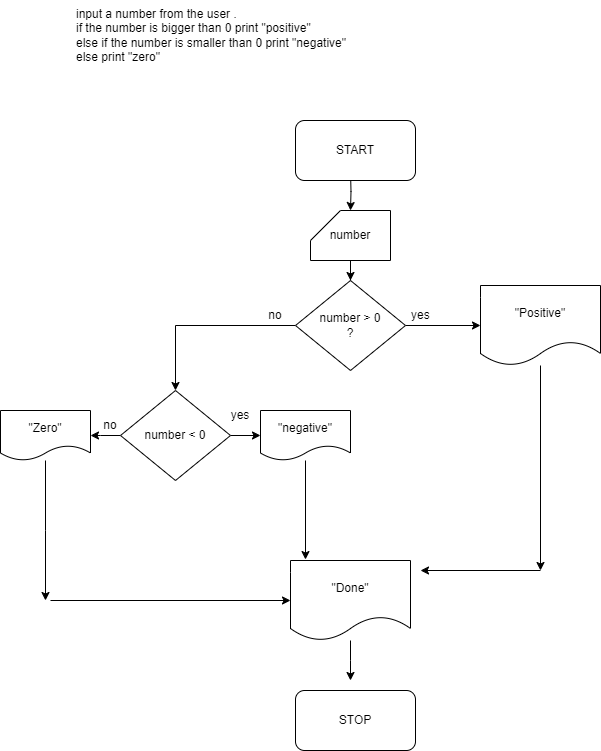 input a number from the user .
if the number is bigger than 0 print "positive"
else if the number is smaller than 0 print "negative"
else print "zero"
START
number
number > 0
?
no
yes
"Positive"
"Zero"
no
number < 0
yes
"negative"
"Done"
STOP